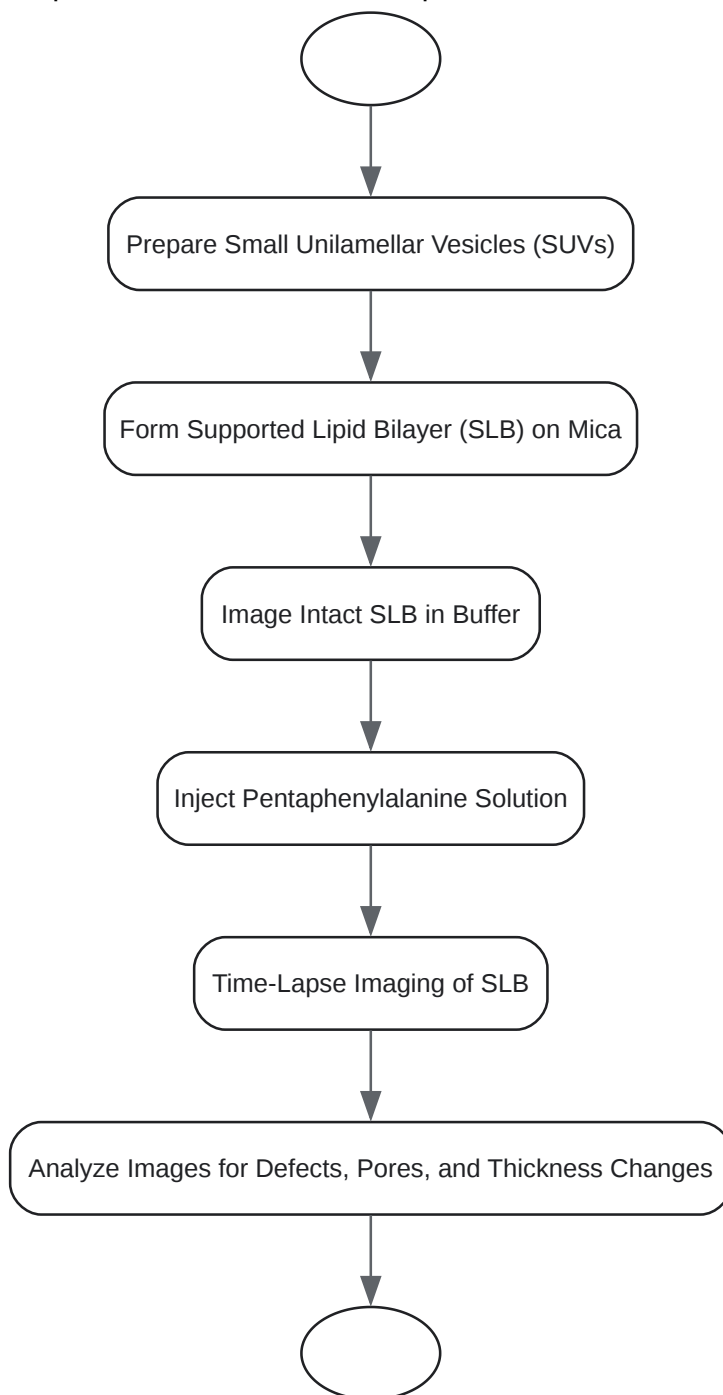 Prepare Small Unilamellar Vesicles (SUVs)
Form Supported Lipid Bilayer (SLB) on Mica
Image Intact SLB in Buffer
Inject Pentaphenylalanine Solution
Time-Lapse Imaging of SLB
Analyze Images for Defects, Pores, and Thickness Changes